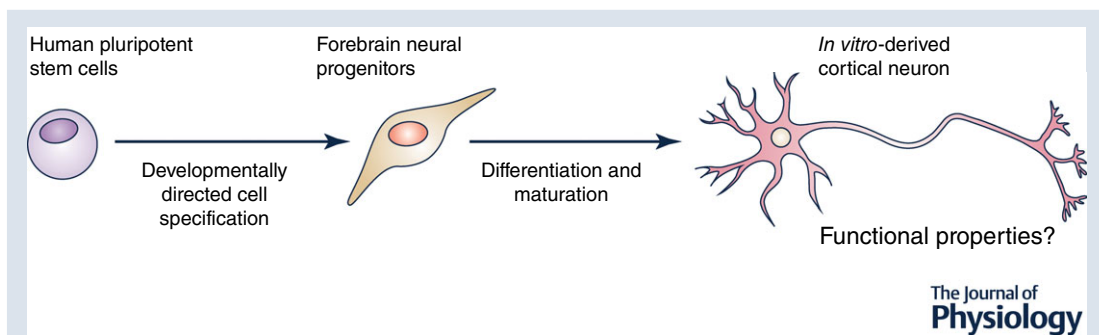 Human pluripotent
stem cells
Forebrain neural
progenitors
In vitro-derived
cortical neuron
Developmentally
directed cell
specification
Differentiation and
maturation
Functional properties?
The Journal of
Physiology